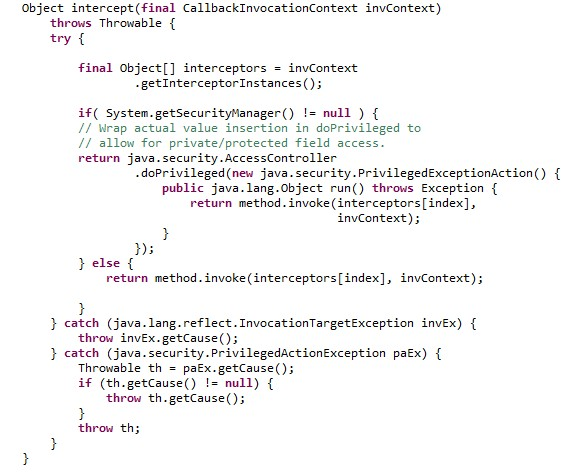 Object intercept(final CallbackInvocationContext invContext)
throws Throwable {
try {
final Object[] interceptors = invContext
.getInterceptorInstances();
if( System.getSecurityManager() != null ) {
// Wrap actual value insertion in doPrivileged to
// allow for private/protected field access.
return java.security.AccessController
.doPrivileged(new java.security.PrivilegedExceptionAction() {
public java.lang.Object run() throws Exception {
return method.invoke(interceptors[index],
invContext);
}
});
} else {
return method.invoke(interceptors[index], invContext);
}
} catch (java.lang.reflect.InvocationTargetException invEx) {
throw invEx.getCause();
} catch (java.security.PrivilegedActionException paEx) {
Throwable th = paEx.getCause();
if (th.getCause() != null) {
throw th.getCause();
}
throw th;
}
}